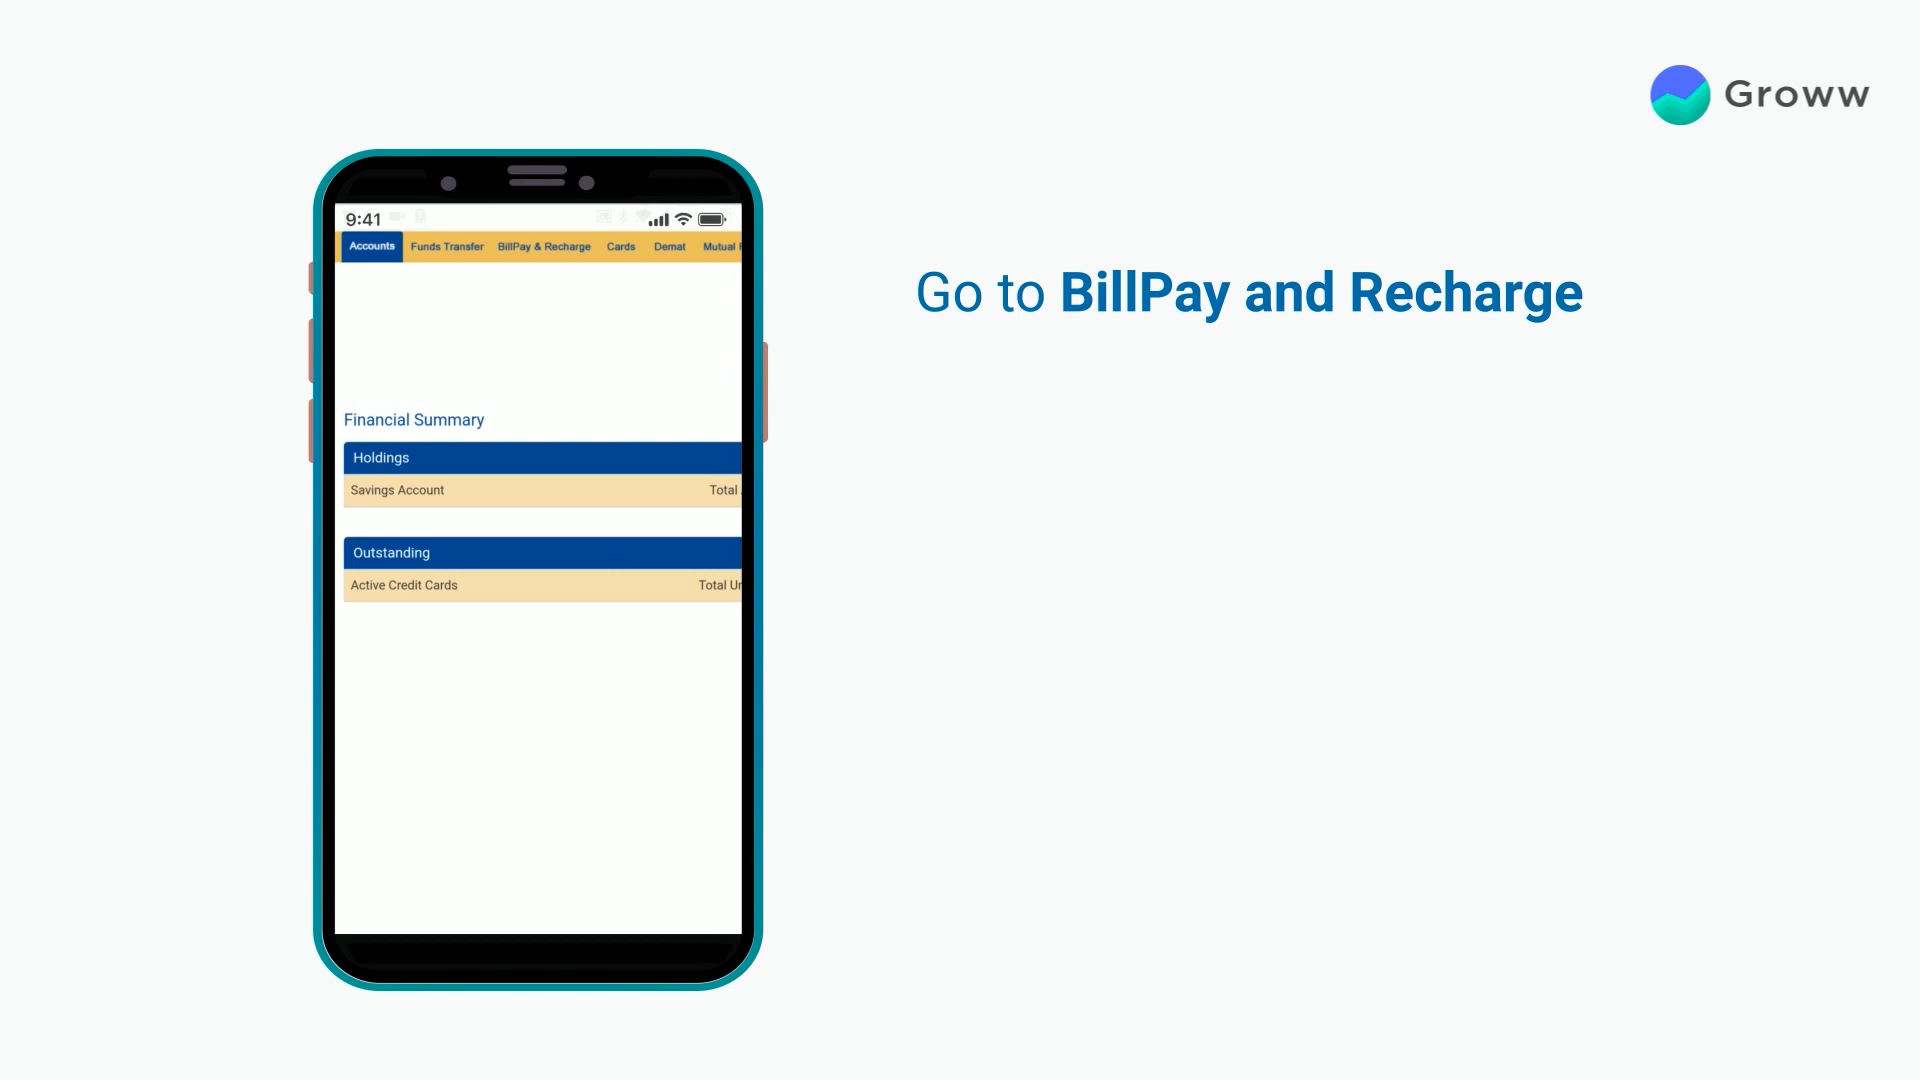 Groww
9:41
Accounts Funds Transfer BillPay & Recharge Cards Demat Mutual
Go to BillPay and Recharge
Financial Summary
Holdings
Savings Account Total
Outstanding
Active Credit Cards Total